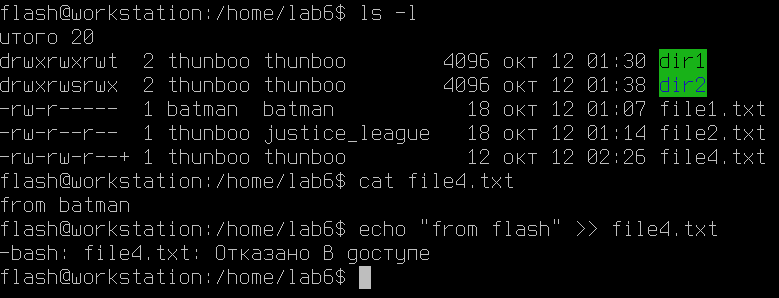 flash@workstation:/home/lab6$ ls -l
итого 20
drwxrwxrwt  2 thunboo thunboo        4096 окт 12 01:30 dir1
drwxrwsrwx  2 thunboo thunboo        4096 окт 12 01:38 dir2
-rw-r-----  1 batman  batman           18 окт 12 01:07 file1.txt
-rw-r--r--  1 thunboo justice_league   18 окт 12 01:14 file2.txt
-rw-rw-r--+ 1 thunboo thunboo          12 окт 12 02:26 file4.txt
flash@workstation:/home/lab6$ cat file4.txt
from batman
flash@workstation:/home/lab6$ echo "from flash" >> file4.txt
-bash: file4.txt: Отказано в доступе
flash@workstation:/home/lab6$